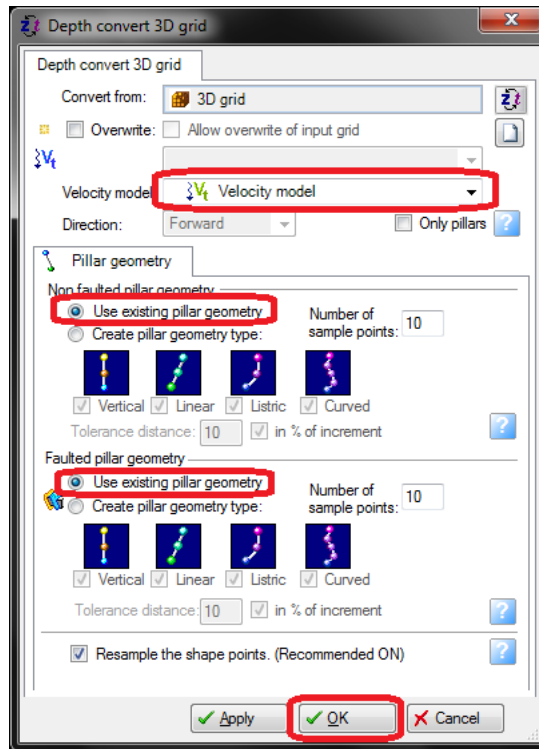 Depth convert 3D grid
Depth convert 3D grid
Convert from: 3D grid
Overwrite: Allow overwrite of input grid
Velocity model Velocity model
Direction: Forward Only pillars ?
Pillar geometry
Non faulted pillar geometry
Use existing pillar geometry
Create pillar geometry type:
Number of
sample points: 10
Vertical Linear Listric Curved
Tolerance distance: 10 in % of increment ?
Faulted pillar geometry
Use existing pillar geometry
Create pillar geometry type:
Number of
sample points: 10
Vertical Linear Listric Curved
Tolerance distance: 10 in % of increment ?
Resample the shape points. (Recommended ON) ?
Apply OK Cancel